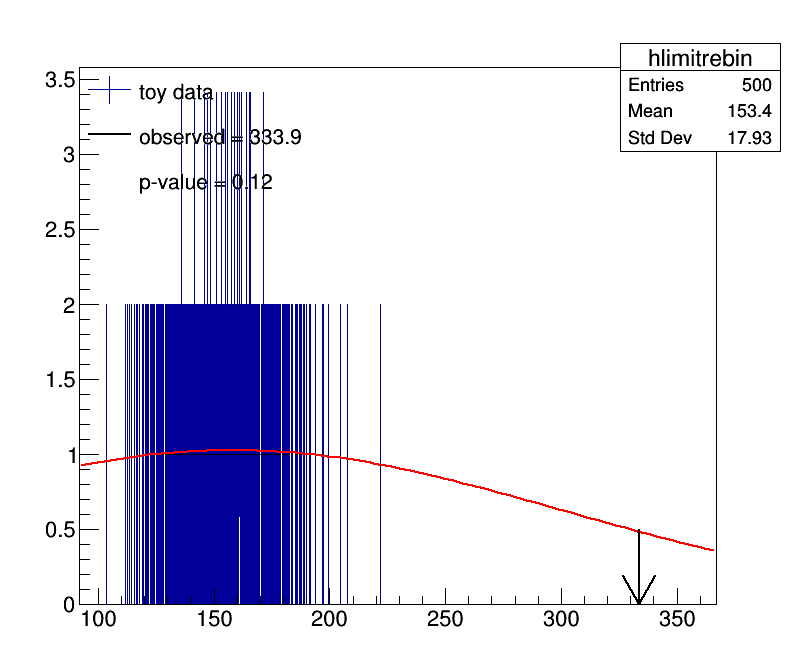 hlimitrebin
Entries 500
Mean 153.4
Std Dev 17.93
toy data
observed = 333.9
p-value = 0.12
3.5
3
2.5
2
1.5
1
0.5
0
100 150 200 250 300 350